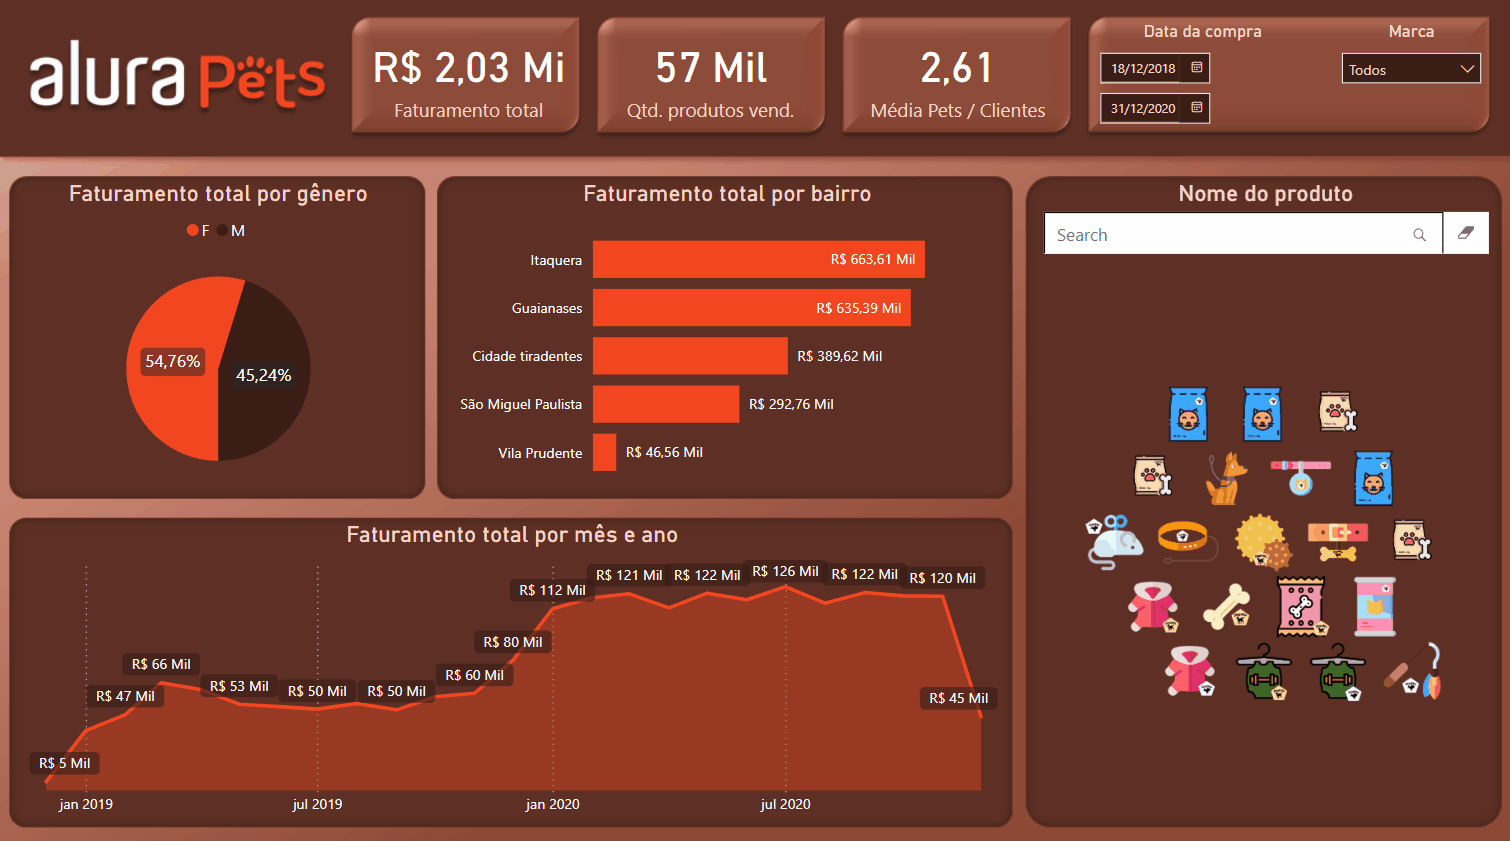 alura Pets
R$ 2,03 Mi
Faturamento total
57 Mil
Qtd. produtos vend.
2,61
Média Pets / Clientes
Data da compra
18/12/2018
31/12/2020
Marca
Todos
Faturamento total por gênero
F M
54,76%
45,24%
Faturamento total por bairro
Itaquera R$ 663,61 Mil
Guaianases R$ 635,39 Mil
Cidade tiradentes R$ 389,62 Mil
São Miguel Paulista R$ 292,76 Mil
Vila Prudente R$ 46,56 Mil
Nome do produto
Search
Faturamento total por mês e ano
R$ 5 Mil
R$ 47 Mil
R$ 66 Mil
R$ 53 Mil
R$ 50 Mil
R$ 50 Mil
R$ 60 Mil
R$ 80 Mil
R$ 112 Mil
R$ 121 Mil
R$ 122 Mil
R$ 126 Mil
R$ 122 Mil
R$ 120 Mil
R$ 45 Mil
jan 2019
jul 2019
jan 2020
jul 2020